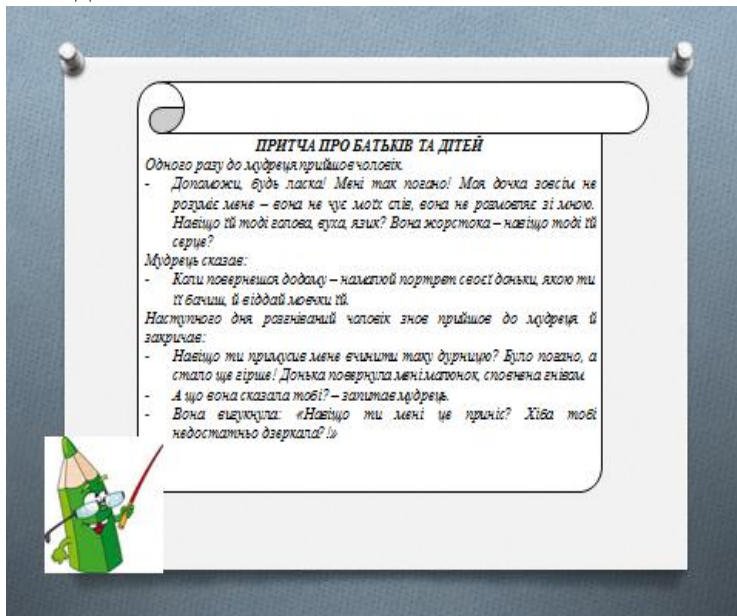 ПРИТЧА ПРО БАТЬКІВ ТА ДІТЕЙ
Одного разу до мудреця прийшов чоловік.
- Допоможи, будь ласка! Мені так погано! Моя дочка зовсім не
розуміє мене – вона не чує моїх слів, вона не розмовляє зі мною.
Навіщо їй тоді голова, вуха, язик? Вона жорстока – навіщо тоді їй
серце?
Мудрець сказав:
- Коли повернешся додому – намалюй портрет своєї доньки, якою ти
її бачиш, й віддай мовчки їй.
Наступного дня розгніваний чоловік знов прийшов до мудреця й
закричав:
- Навіщо ти примусив мене вчинити таку дурницю? Було погано, а
стало ще гірше! Донька повернула мені малюнок, сповнена гнівом
- А що вона сказала тобі? – запитав мудрець.
- Вона вигукнула: «Навіщо ти мені це приніс? Хіба тобі
недостатньо дзеркала?!»